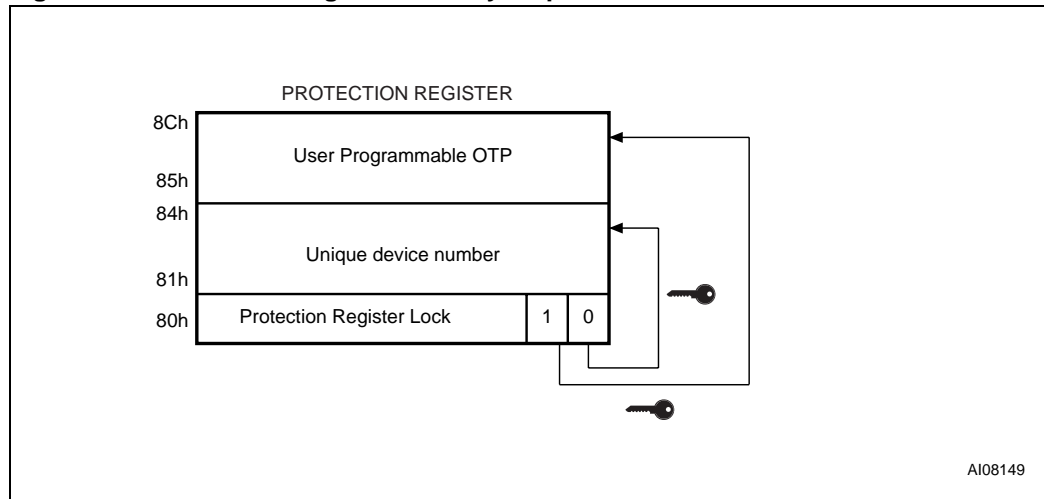 PROTECTION REGISTER
8Ch
User Programmable OTP
85h
84h
Unique device number
81h
80h Protection Register Lock 1 0
AI08149